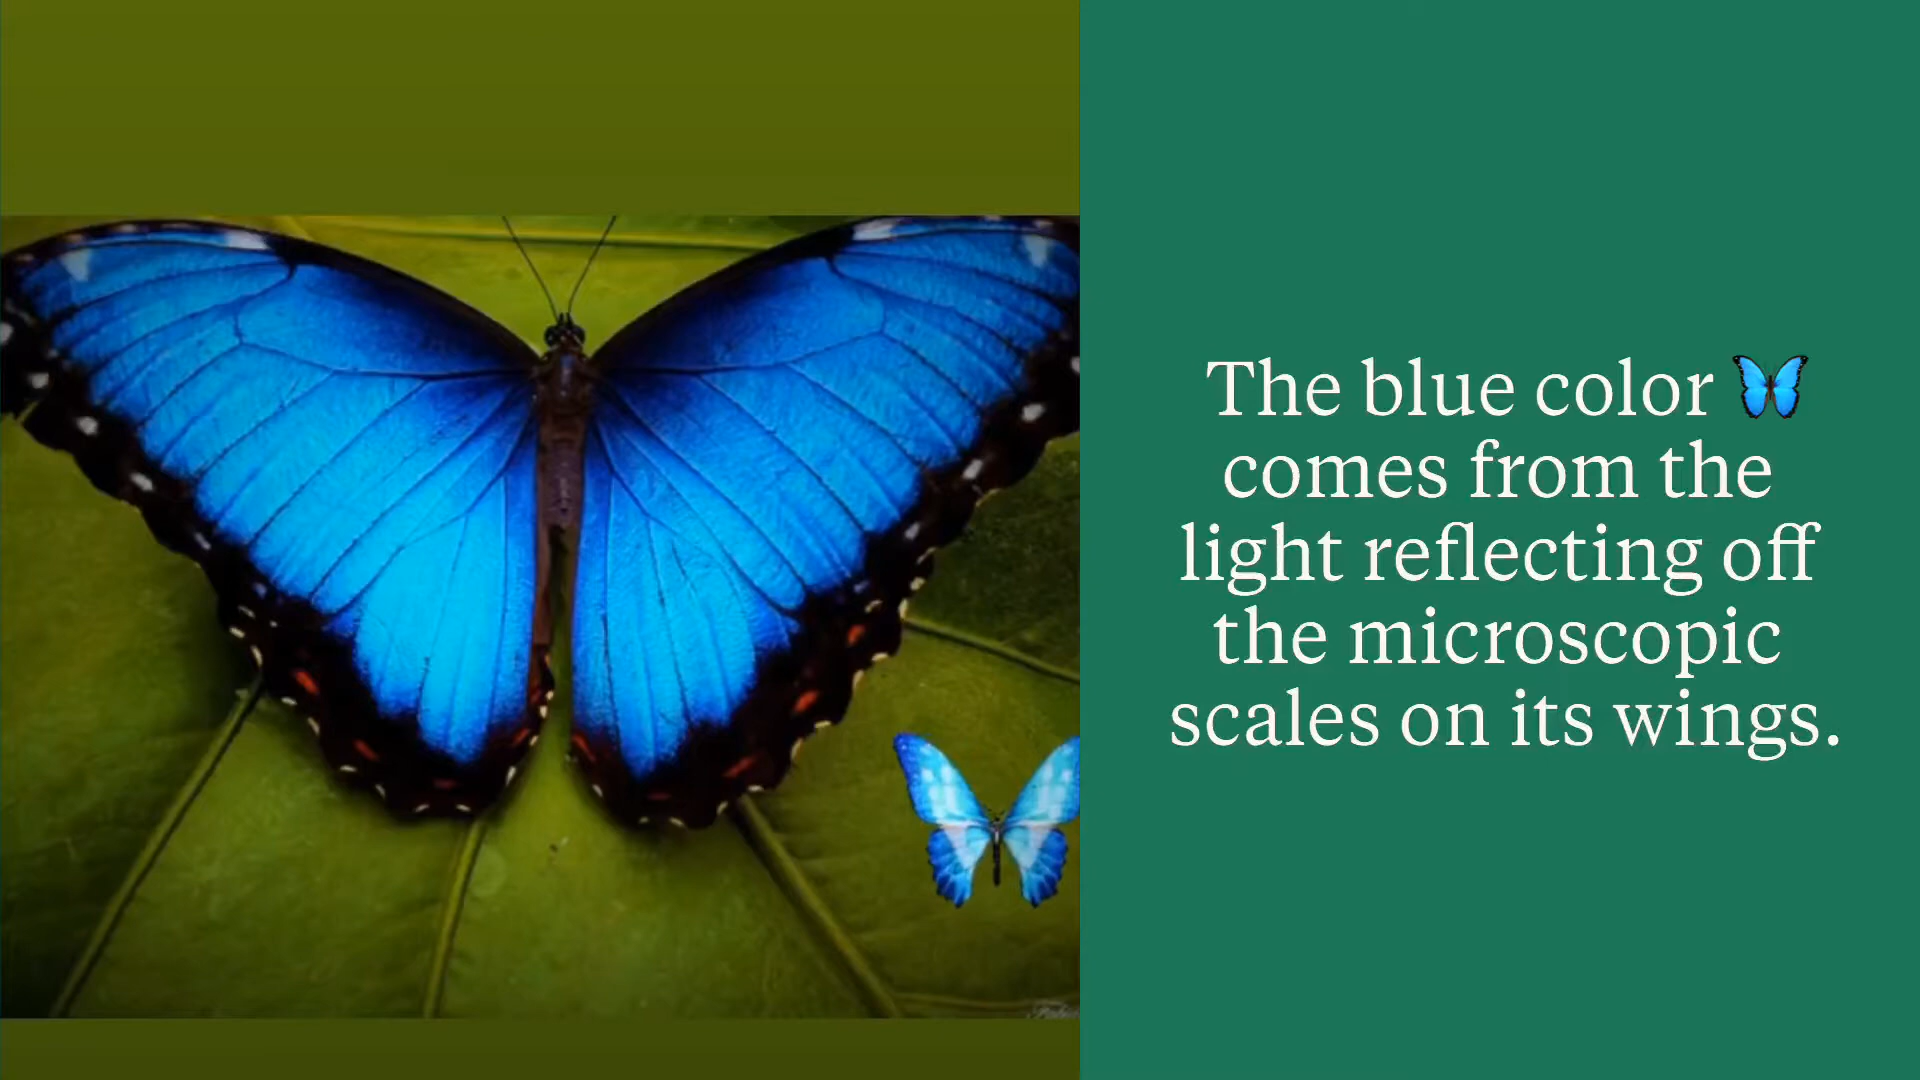 The blue color 🦋
comes from the
light reflecting off
the microscopic
scales on its wings.